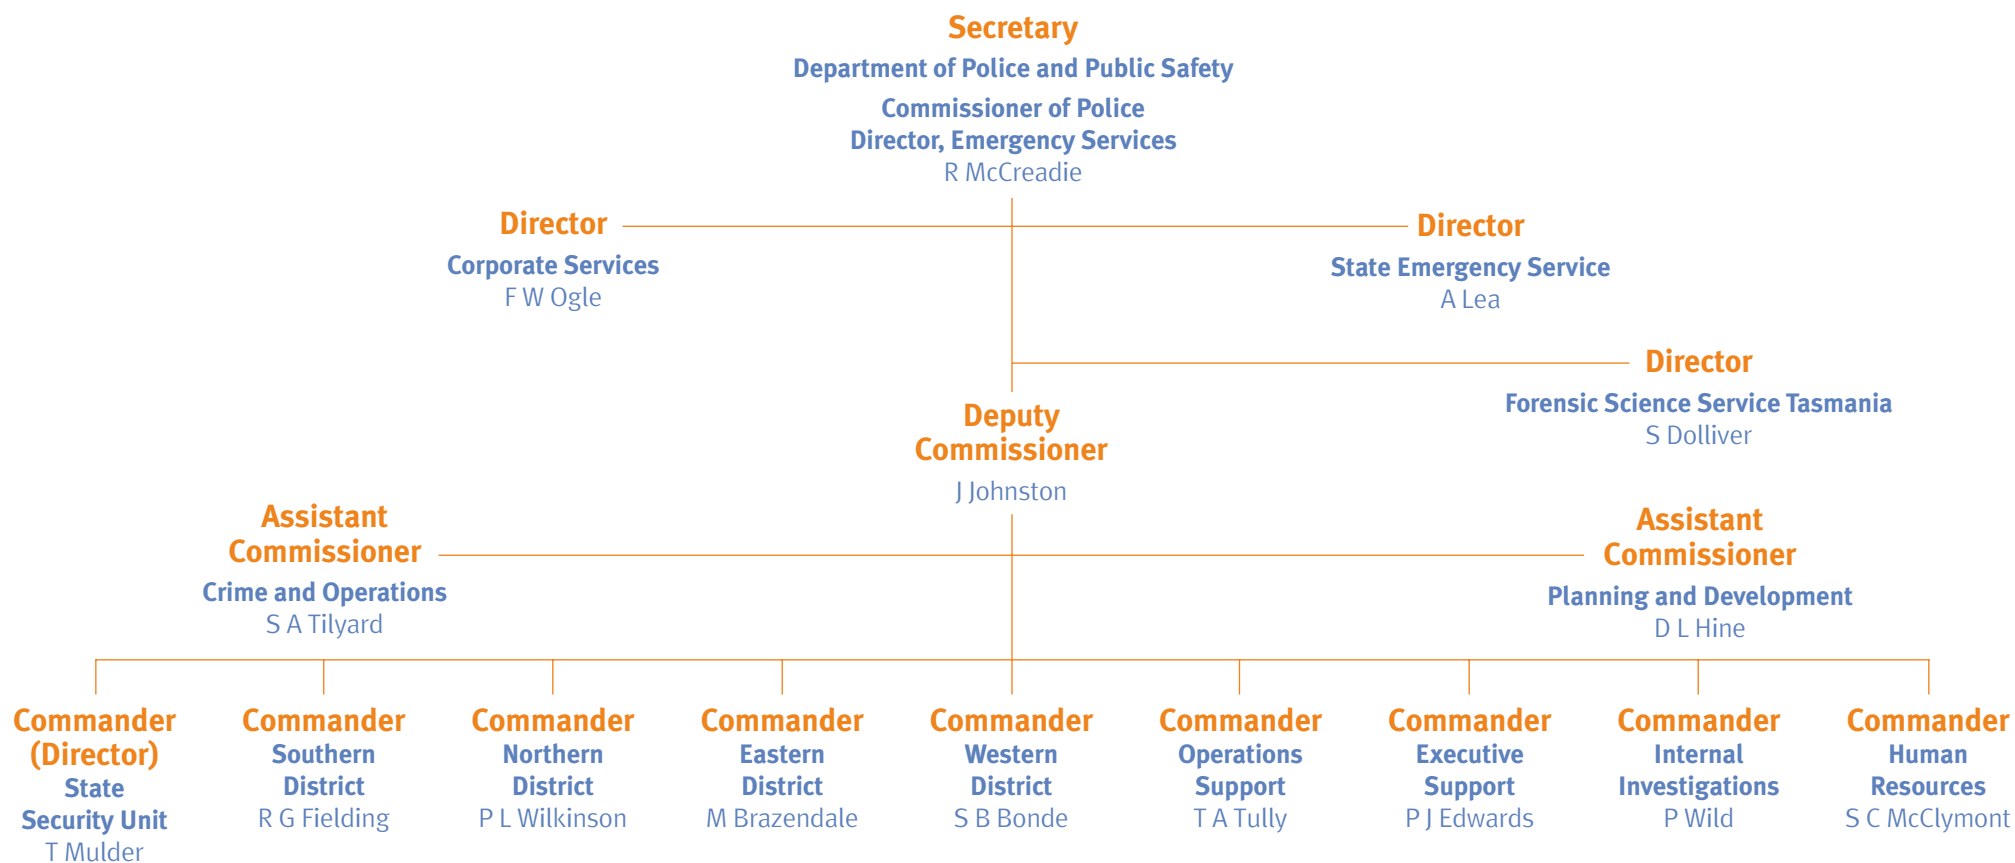 Secretary
Department of Police and Public Safety
Commissioner of Police
Director, Emergency Services
R McCreadie
Director
Corporate Services
F W Ogle
Director
State Emergency Service
A Lea
Director
Forensic Science Service Tasmania
S Dolliver
Deputy
Commissioner
J Johnston
Assistant
Commissioner
Crime and Operations
S A Tilyard
Assistant
Commissioner
Planning and Development
D L Hine
Commander
(Director)
State
Security Unit
T Mulder
Commander
Southern
District
R G Fielding
Commander
Northern
District
P L Wilkinson
Commander
Eastern
District
M Brazendale
Commander
Western
District
S B Bonde
Commander
Operations
Support
T A Tully
Commander
Executive
Support
P J Edwards
Commander
Internal
Investigations
P Wild
Commander
Human
Resources
S C McClymont